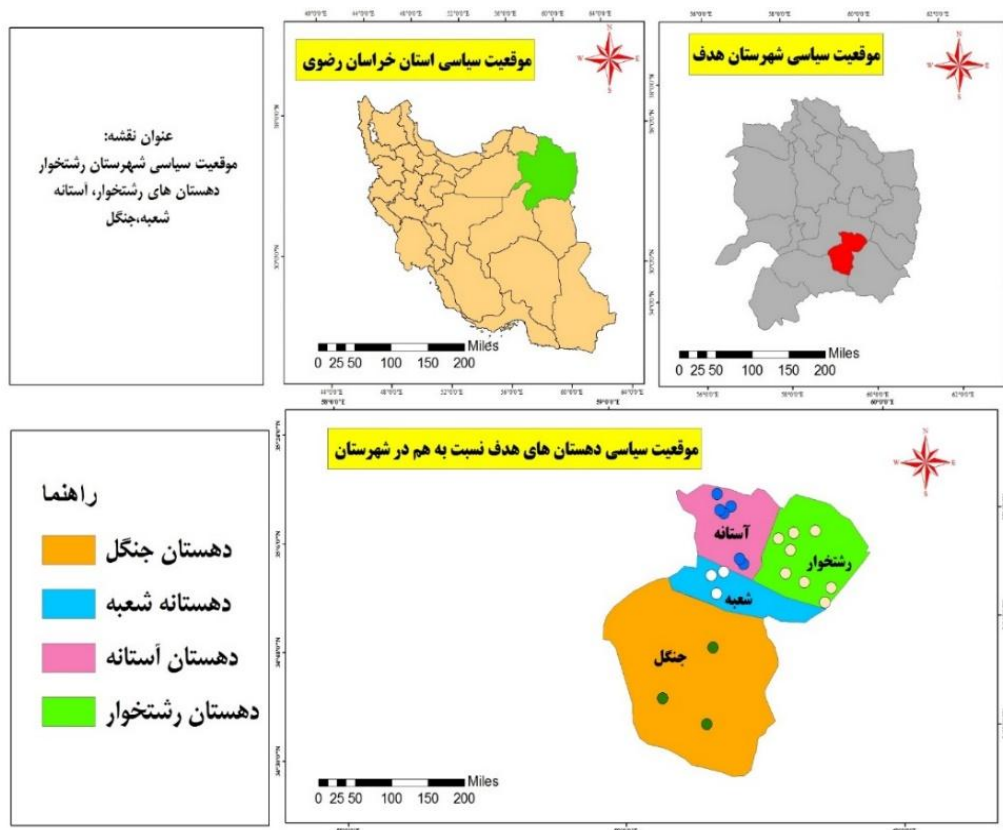 عنوان نقشه:
موقعیت سیاسی شهرستان رشتخوار
دهستان های رشتخوار، آستانه
شعبه،جنگل
موقعیت سیاسی استان خراسان رضوی
N
W E
S
0 25 50 100 150 200 Miles
موقعیت سیاسی شهرستان هدف
N
W E
S
0 25 50 100 150 200 Miles
راهنما
دهستان جنگل
دهستانه شعبه
دهستان آستانه
دهستان رشتخوار
موقعیت سیاسی دهستان های هدف نسبت به هم در شهرستان
N
W E
S
آستانه
رشتخوار
شعبه
جنگل
0 25 50 100 150 200 Miles